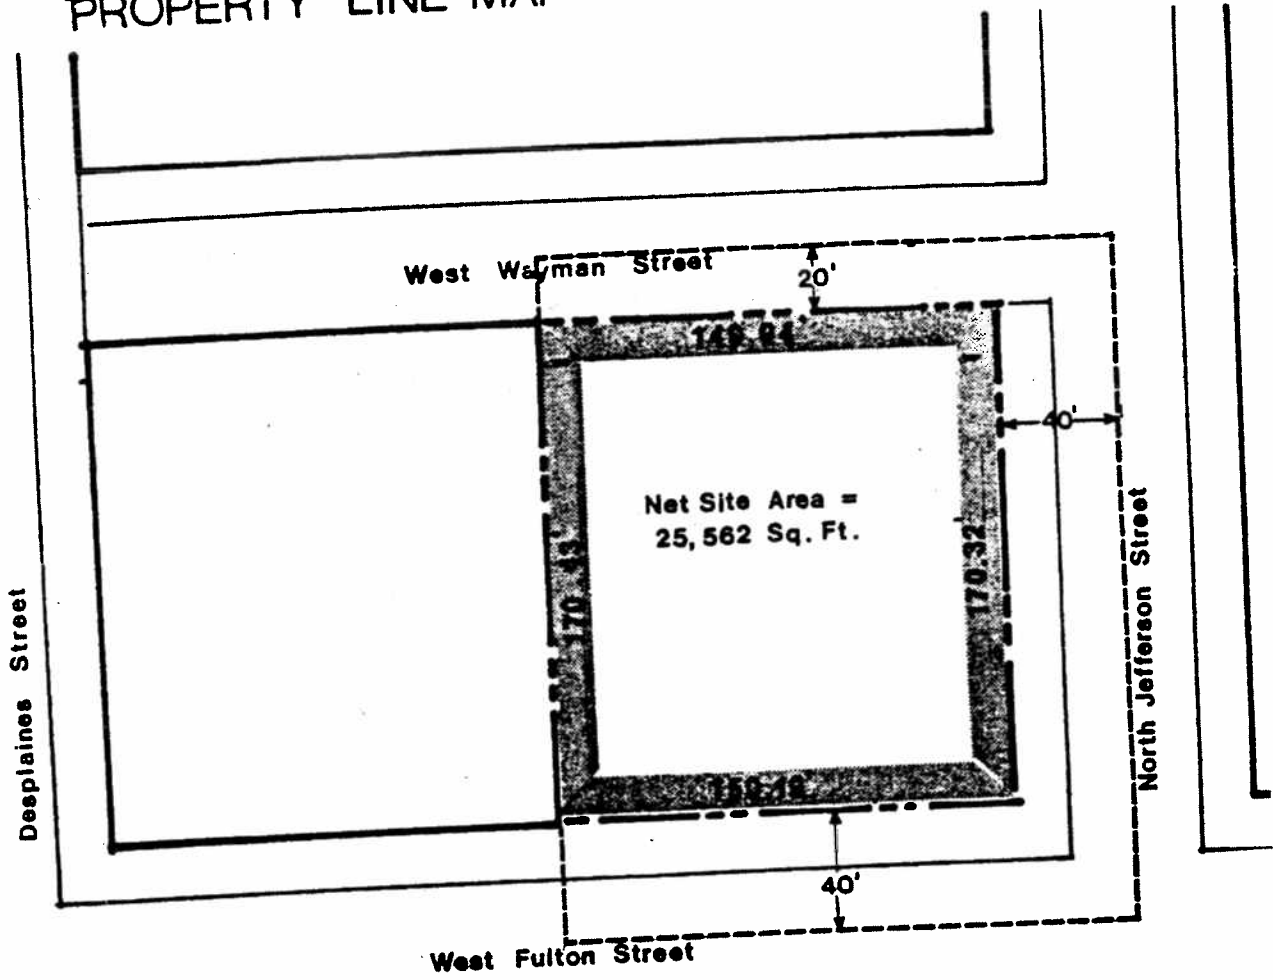 PROPERTY LINE MAP
West Wayman Street
20'
149.94'
40'
Net Site Area =
25,562 Sq. Ft.
170.43'
170.32'
North Jefferson Street
Desplaines Street
150.19'
40'
West Fulton Street